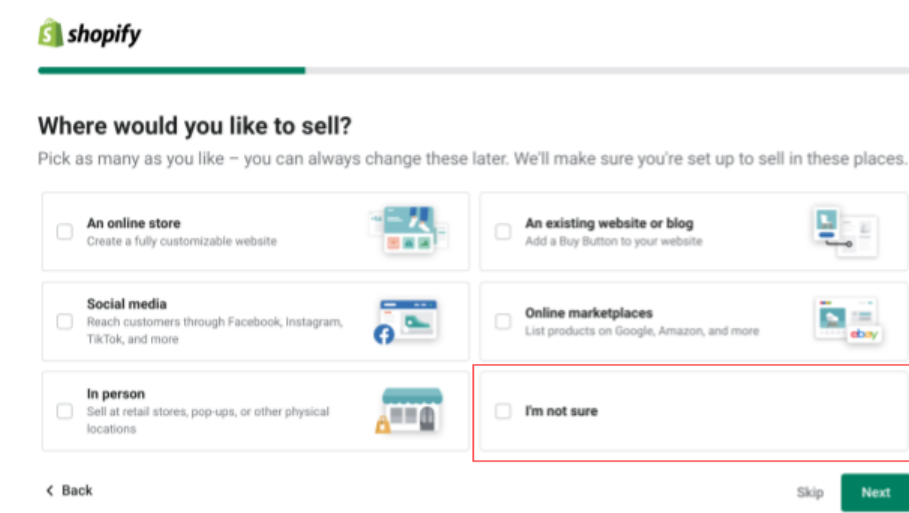 shopify
Where would you like to sell?
Pick as many as you like – you can always change these later. We'll make sure you're set up to sell in these places.
An online store
Create a fully customizable website
An existing website or blog
Add a Buy Button to your website
Social media
Reach customers through Facebook, Instagram,
TikTok, and more
Online marketplaces
List products on Google, Amazon, and more
ebay
In person
Sell at retail stores, pop-ups, or other physical
locations
I'm not sure
Back
Skip
Next